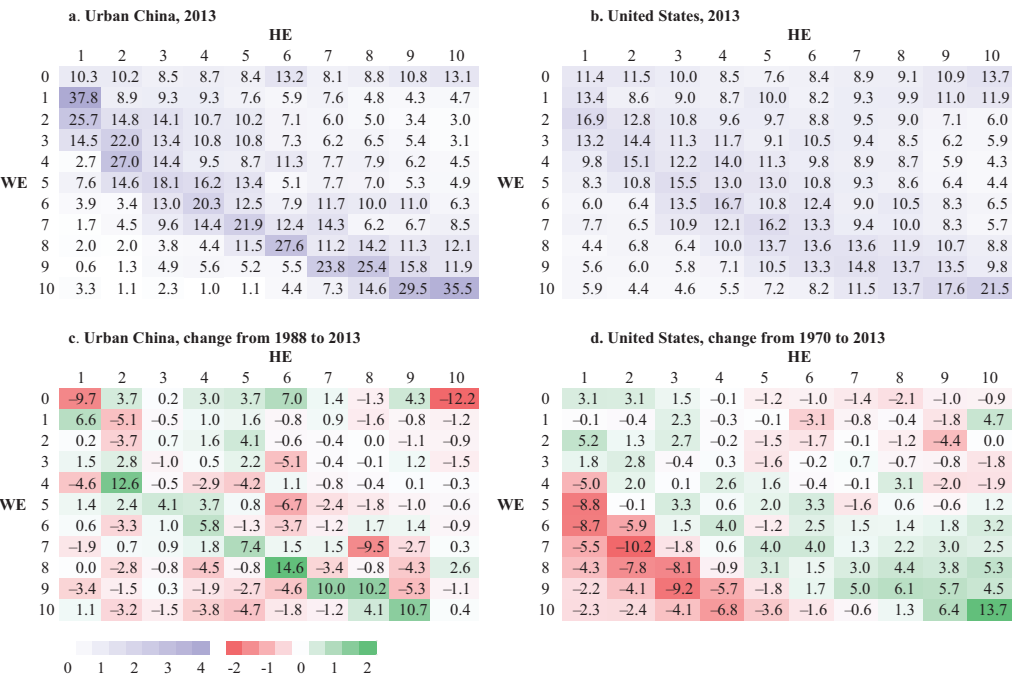 a. Urban China, 2013
HE
1 2 3 4 5 6 7 8 9 10
0 10.3 10.2 8.5 8.7 8.4 13.2 8.1 8.8 10.8 13.1
1 37.8 8.9 9.3 9.3 7.6 5.9 7.6 4.8 4.3 4.7
2 25.7 14.8 14.1 10.7 10.2 7.1 6.0 5.0 3.4 3.0
3 14.5 22.0 13.4 10.8 10.8 7.3 6.2 6.5 5.4 3.1
4 2.7 27.0 14.4 9.5 8.7 11.3 7.7 7.9 6.2 4.5
WE 5 7.6 14.6 18.1 16.2 13.4 5.1 7.7 7.0 5.3 4.9
6 3.9 3.4 13.0 20.3 12.5 7.9 11.7 10.0 11.0 6.3
7 1.7 4.5 9.6 14.4 21.9 12.4 14.3 6.2 6.7 8.5
8 2.0 2.0 3.8 4.4 11.5 27.6 11.2 14.2 11.3 12.1
9 0.6 1.3 4.9 5.6 5.2 5.5 23.8 25.4 15.8 11.9
10 3.3 1.1 2.3 1.0 1.1 4.4 7.3 14.6 29.5 35.5
b. United States, 2013
HE
1 2 3 4 5 6 7 8 9 10
0 11.4 11.5 10.0 8.5 7.6 8.4 8.9 9.1 10.9 13.7
1 13.4 8.6 9.0 8.7 10.0 8.2 9.3 9.9 11.0 11.9
2 16.9 12.8 10.8 9.6 9.7 8.8 9.5 9.0 7.1 6.0
3 13.2 14.4 11.3 11.7 9.1 10.5 9.4 8.5 6.2 5.9
4 9.8 15.1 12.2 14.0 11.3 9.8 8.9 8.7 5.9 4.3
WE 5 8.3 10.8 15.5 13.0 13.0 10.8 9.3 8.6 6.4 4.4
6 6.0 6.4 13.5 16.7 10.8 12.4 9.0 10.5 8.3 6.5
7 7.7 6.5 10.9 12.1 16.2 13.3 9.4 10.0 8.3 5.7
8 4.4 6.8 6.4 10.0 13.7 13.6 13.6 11.9 10.7 8.8
9 5.6 6.0 5.8 7.1 10.5 13.3 14.8 13.7 13.5 9.8
10 5.9 4.4 4.6 5.5 7.2 8.2 11.5 13.7 17.6 21.5
c. Urban China, change from 1988 to 2013
HE
1 2 3 4 5 6 7 8 9 10
0 –9.7 3.7 0.2 3.0 3.7 7.0 1.4 –1.3 4.3 –12.2
1 6.6 –5.1 –0.5 1.0 1.6 –0.8 0.9 –1.6 –0.8 –1.2
2 0.2 –3.7 0.7 1.6 4.1 –0.6 –0.4 0.0 –1.1 –0.9
3 1.5 2.8 –1.0 0.5 2.2 –5.1 –0.4 –0.1 1.2 –1.5
4 –4.6 12.6 –0.5 –2.9 –4.2 1.1 –0.8 –0.4 0.1 –0.3
WE 5 1.4 2.4 4.1 3.7 0.8 –6.7 –2.4 –1.8 –1.0 –0.6
6 0.6 –3.3 1.0 5.8 –1.3 –3.7 –1.2 1.7 1.4 –0.9
7 –1.9 0.7 0.9 1.8 7.4 1.5 1.5 –9.5 –2.7 0.3
8 0.0 –2.8 –0.8 –4.5 –0.8 14.6 –3.4 –0.8 –4.3 2.6
9 –3.4 –1.5 0.3 –1.9 –2.7 –4.6 10.0 10.2 –5.3 –1.1
10 1.1 –3.2 –1.5 –3.8 –4.7 –1.8 –1.2 4.1 10.7 0.4
d. United States, change from 1970 to 2013
HE
1 2 3 4 5 6 7 8 9 10
0 3.1 3.1 1.5 –0.1 –1.2 –1.0 –1.4 –2.1 –1.0 –0.9
1 –0.1 –0.4 2.3 –0.3 –0.1 –3.1 –0.8 –0.4 –1.8 4.7
2 5.2 1.3 2.7 –0.2 –1.5 –1.7 –0.1 –1.2 –4.4 0.0
3 1.8 2.8 –0.4 0.3 –1.6 –0.2 0.7 –0.7 –0.8 –1.8
4 –5.0 2.0 0.1 2.6 1.6 –0.4 –0.1 3.1 –2.0 –1.9
WE 5 –8.8 –0.1 3.3 0.6 2.0 3.3 –1.6 0.6 –0.6 1.2
6 –8.7 –5.9 1.5 4.0 –1.2 2.5 1.5 1.4 1.8 3.2
7 –5.5 –10.2 –1.8 0.6 4.0 4.0 1.3 2.2 3.0 2.5
8 –4.3 –7.8 –8.1 –0.9 3.1 1.5 3.0 4.4 3.8 5.3
9 –2.2 –4.1 –9.2 –5.7 –1.8 1.7 5.0 6.1 5.7 4.5
10 –2.3 –2.4 –4.1 –6.8 –3.6 –1.6 –0.6 1.3 6.4 13.7
0 1 2 3 4 -2 -1 0 1 2